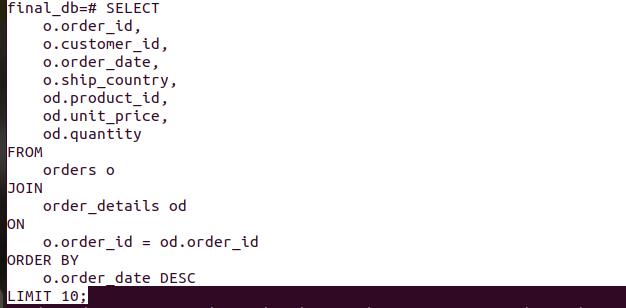 final_db=# SELECT
    o.order_id,
    o.customer_id,
    o.order_date,
    o.ship_country,
    od.product_id,
    od.unit_price,
    od.quantity
FROM
    orders o
JOIN
    order_details od
ON
    o.order_id = od.order_id
ORDER BY
    o.order_date DESC
LIMIT 10;